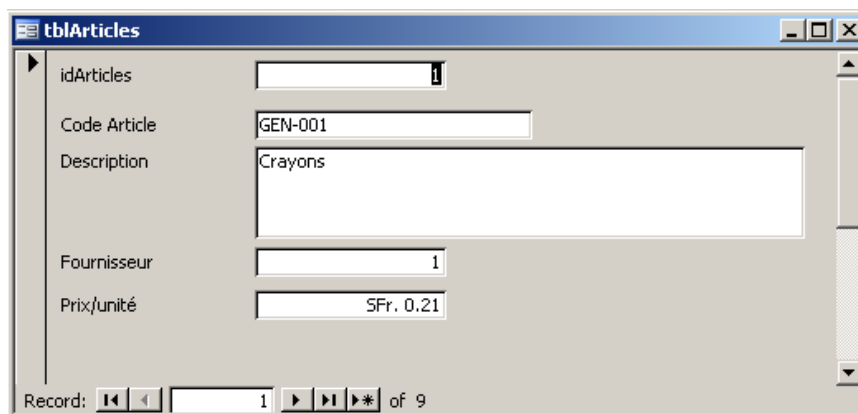 tblArticles
idArticles 1
Code Article GEN-001
Description Crayons
Fournisseur 1
Prix/unité SFr. 0.21
Record: 1 of 9